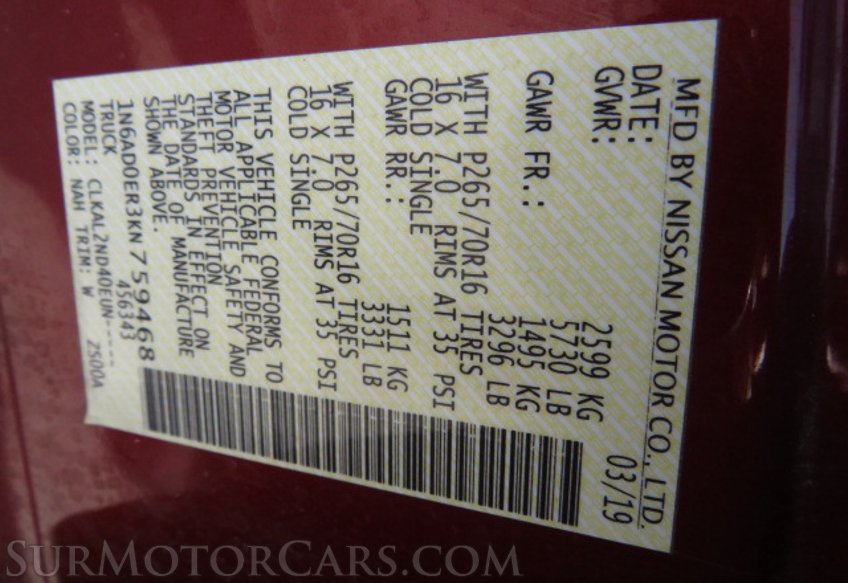 MFD BY NISSAN MOTOR CO., LTD.
DATE: 03/19
GVWR: 2599 KG
5730 LB
GAWR FR.: 1495 KG
3296 LB
WITH P265/70R16 TIRES
16 X 7.0 RIMS AT 35 PSI
COLD SINGLE
GAWR RR.: 1511 KG
3331 LB
WITH P265/70R16 TIRES
16 X 7.0 RIMS AT 35 PSI
COLD SINGLE
THIS VEHICLE CONFORMS TO
ALL APPLICABLE FEDERAL
MOTOR VEHICLE SAFETY AND
THEFT PREVENTION
STANDARDS IN EFFECT ON
THE DATE OF MANUFACTURE
SHOWN ABOVE.
1N6AD0ER3KN759468
TRUCK 456343
MODEL: CLKAL2ND40EUN-----
COLOR: NAH TRIM: W 2500A
SurMotorCars.com